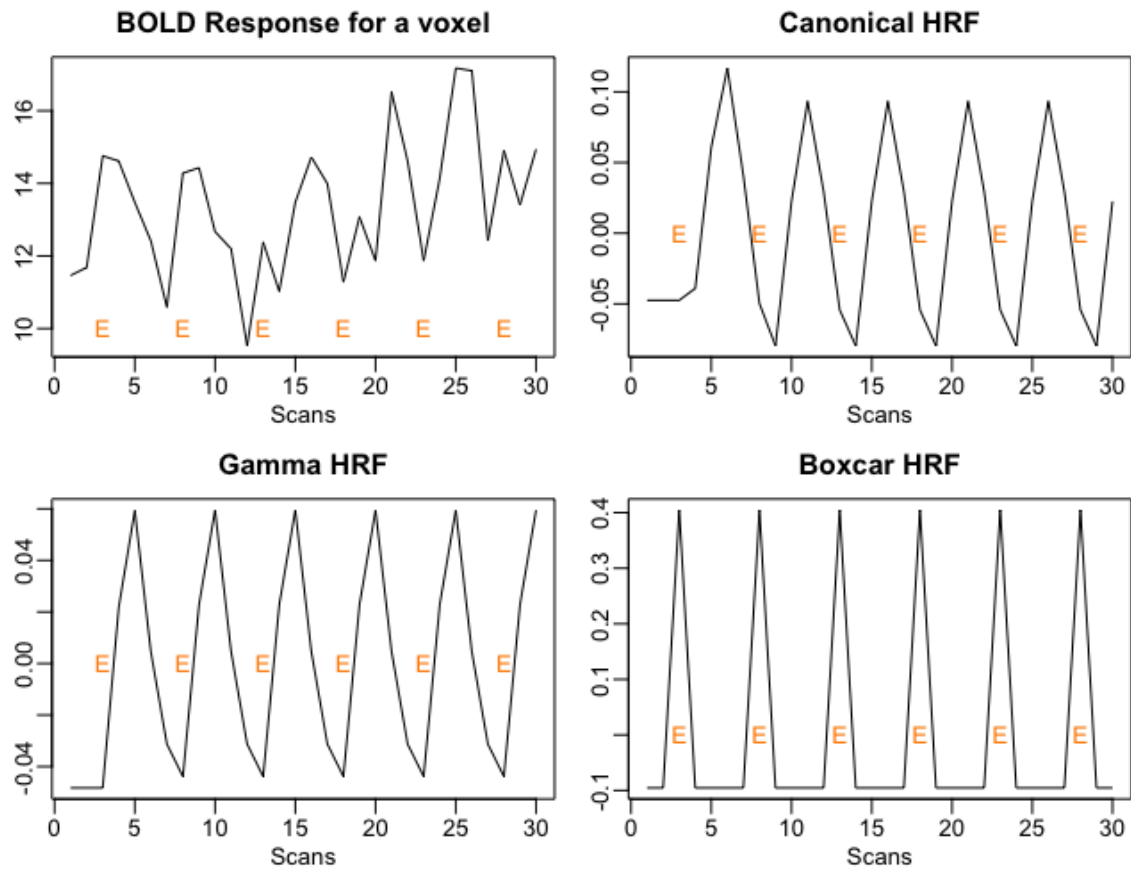 BOLD Response for a voxel
16
14
12
10
E E E E E E
0 5 10 15 20 25 30
Scans
Canonical HRF
0.10
0.05
0.00
-0.05
E E E E E E
0 5 10 15 20 25 30
Scans
Gamma HRF
0.04
0.00
-0.04
E E E E E E
0 5 10 15 20 25 30
Scans
Boxcar HRF
0.4
0.3
0.2
0.1
-0.1
E E E E E E
0 5 10 15 20 25 30
Scans